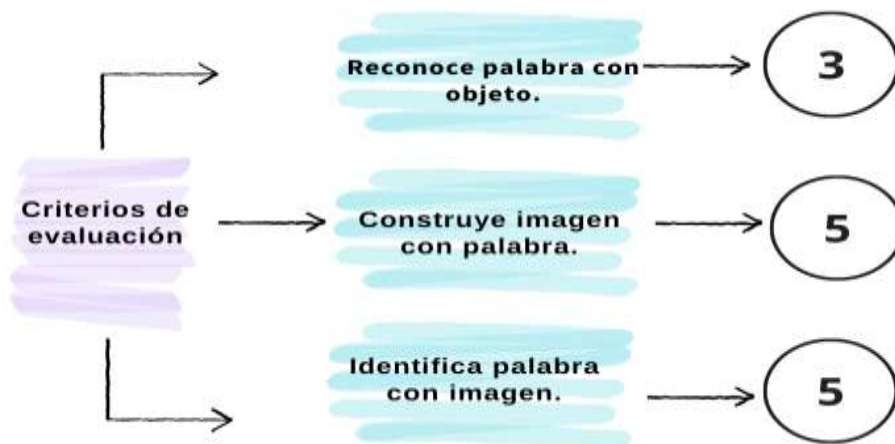 Reconoce palabra con
objeto.
3
Criterios de
evaluación
Construye imagen
con palabra.
5
Identifica palabra
con imagen.
5